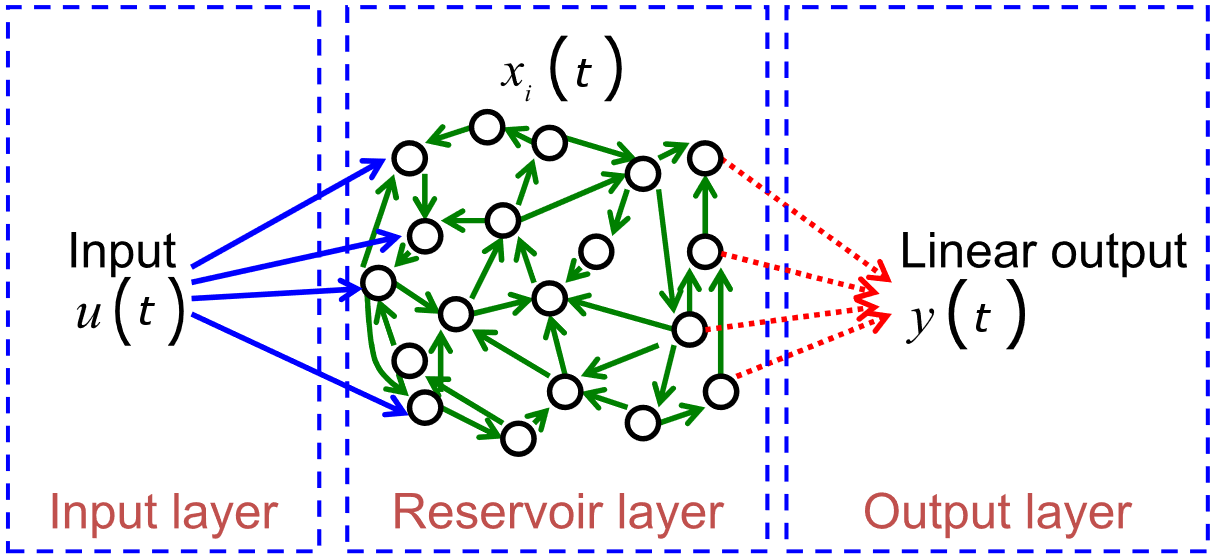 x_i(t)
Input
u(t)
Linear output
y(t)
Input layer
Reservoir layer
Output layer